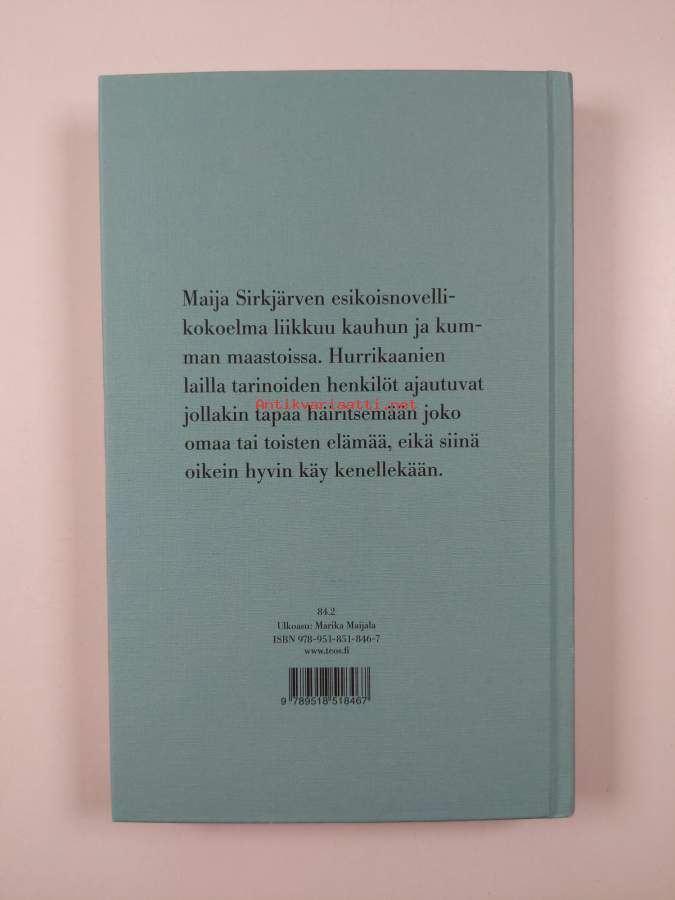 Maija Sirkjärven esikoisnovelli-
kokoelma liikkuu kauhun ja kum-
man maastoissa. Hurrikaanien
lailla tarinoiden henkilöt ajautuvat
Antikvariaatti.net
jollakin tapaa häiritsemään joko
omaa tai toisten elämää, eikä siinä
oikein hyvin käy kenellekään.
84.2
Ulkoasu: Marika Maijala
ISBN 978-951-851-846-7
www.teos.fi
9 789518 518467